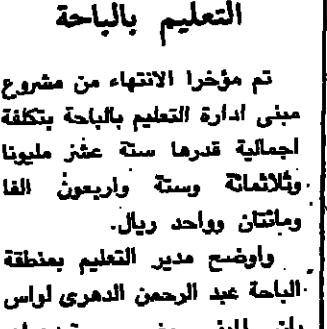 التعليم بالباحة
تم مؤخرا الانتهاء من مشروع
مبنى ادارة التعليم بالباحة بتكلفة
اجمالية قدرها ستة عشر مليونا
وثلاثمائة وستة واربعون الفا
ومائتان وواحد ريال.
واوضح مدير التعليم بمنطقة
الباحة عبد الرحمن الدهرى لواس